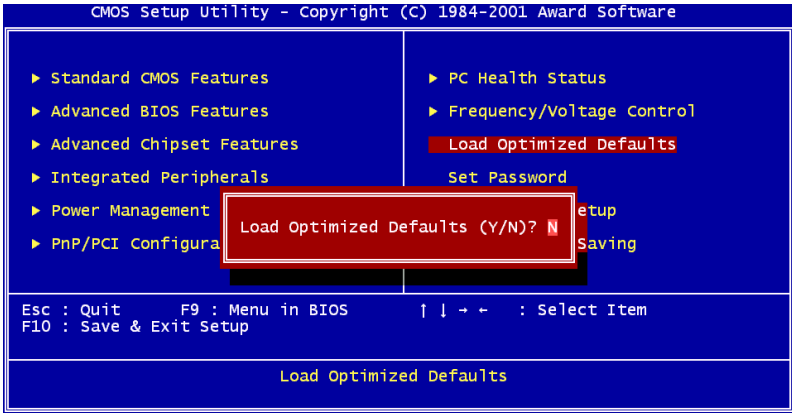 CMOS Setup Utility - Copyright (C) 1984-2001 Award Software
▶ Standard CMOS Features
▶ Advanced BIOS Features
▶ Advanced Chipset Features
▶ Integrated Peripherals
▶ Power Management
▶ PnP/PCI Configura
▶ PC Health Status
▶ Frequency/Voltage Control
Load Optimized Defaults
Set Password
etup
Saving
Load Optimized Defaults (Y/N)? N
Esc : Quit F9 : Menu in BIOS ↑ ↓ → ← : Select Item
F10 : Save & Exit Setup
Load Optimized Defaults